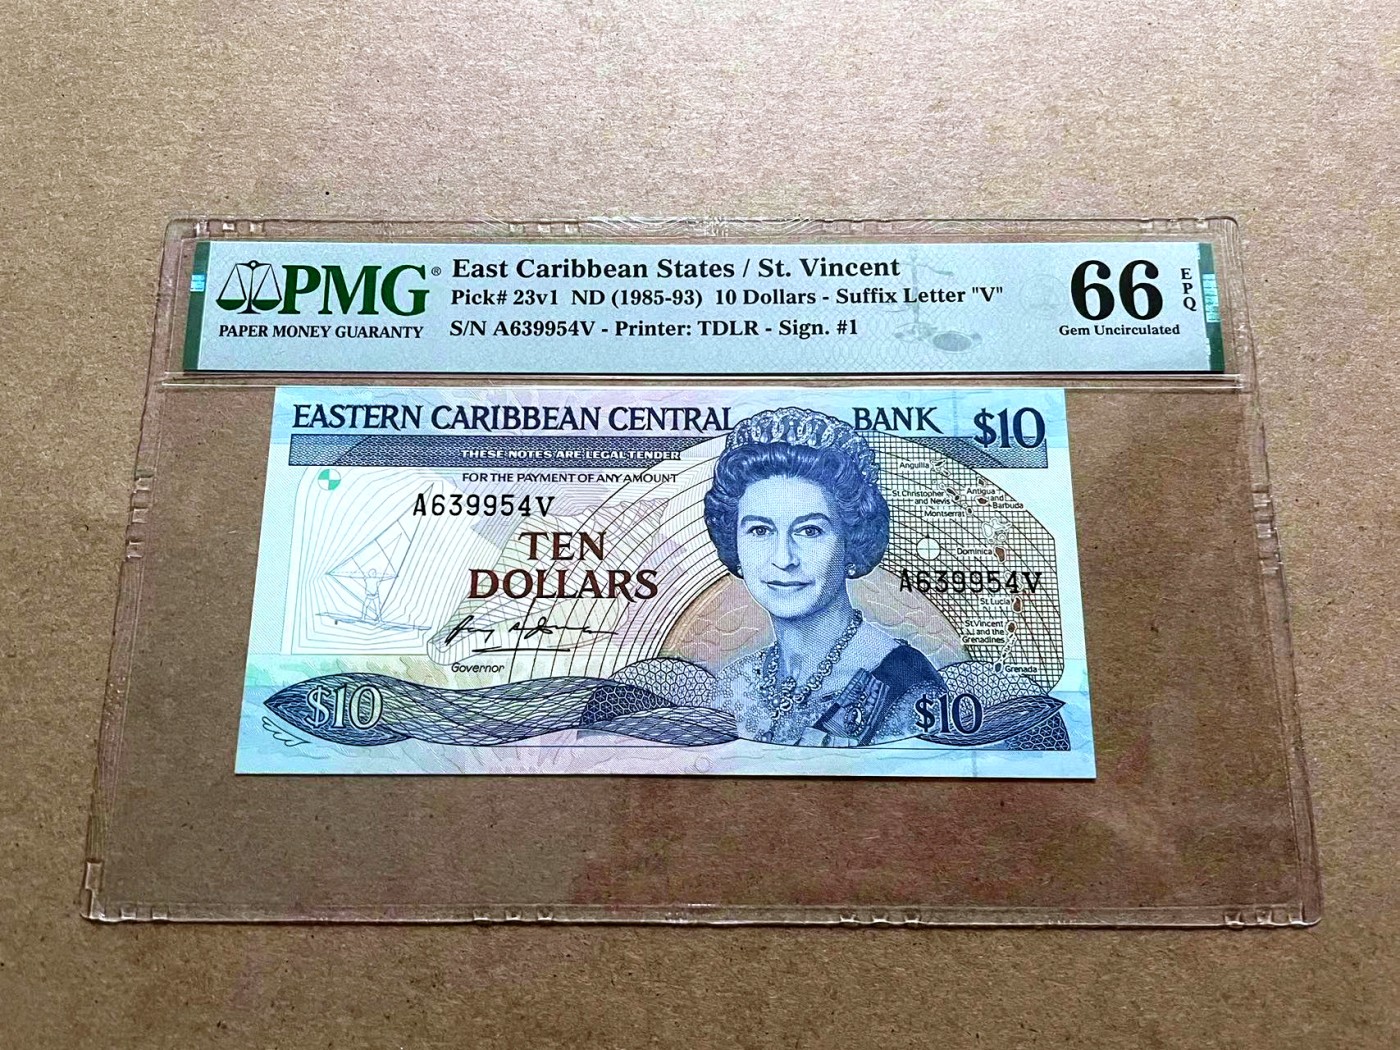 PMG®
PAPER MONEY GUARANTY
East Caribbean States / St. Vincent
Pick# 23v1 ND (1985-93) 10 Dollars - Suffix Letter "V"
S/N A639954V - Printer: TDLR - Sign. #1
66
EPQ
Gem Uncirculated
EASTERN CARIBBEAN CENTRAL BANK $10
THESE NOTES ARE LEGAL TENDER
FOR THE PAYMENT OF ANY AMOUNT
A639954V
TEN
DOLLARS
Governor
$10
Anguilla
St.Christopher
and Nevis
Antigua
and
Barbuda
Montserrat
Dominica
A639954V
St.Lucia
St.Vincent
and the
Grenadines
Grenada
$10